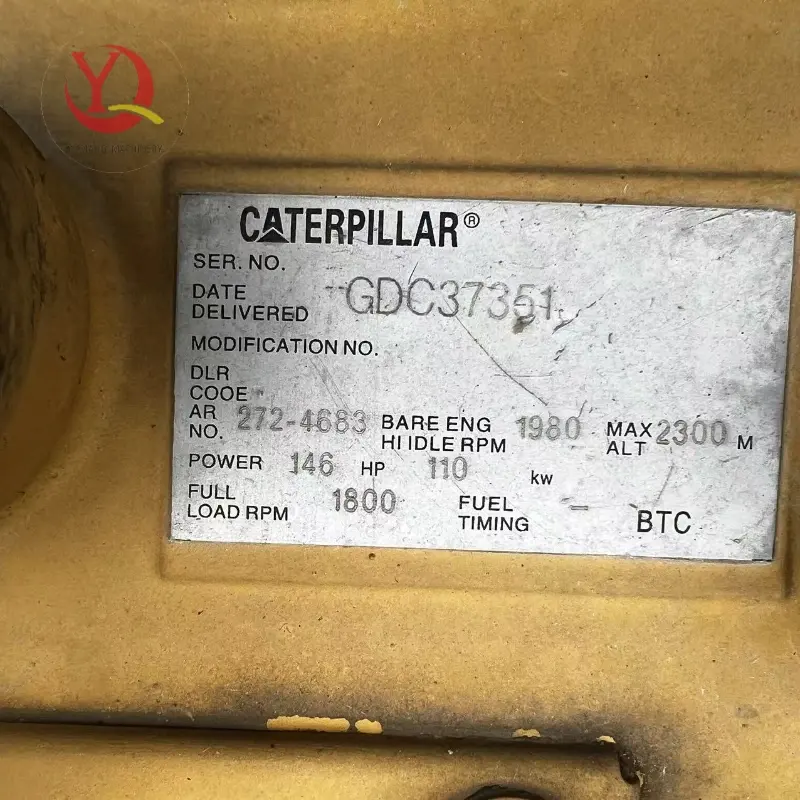 YQ
CATERPILLAR®
SER. NO.
GDC37351
DATE
DELIVERED
MODIFICATION NO.
DLR
COOE
AR
NO. 272-4683 BARE ENG
HI IDLE RPM 1980 MAX
ALT 2300 M
POWER 146 HP 110 kw
FULL
LOAD RPM 1800 FUEL
TIMING - BTC